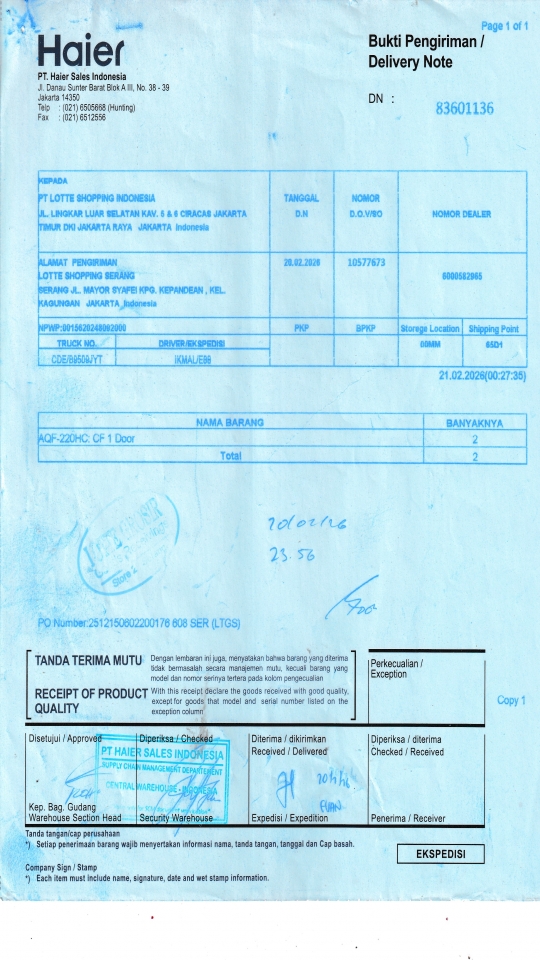 Page 1 of 1
Haier
Bukti Pengiriman /
Delivery Note
PT. Haier Sales Indonesia
Jl. Danau Sunter Barat Blok A III, No. 38 - 39
Jakarta 14350
Telp : (021) 6505668 (Hunting)
Fax : (021) 6512556
DN : 83601136
KEPADA
PT LOTTE SHOPPING INDONESIA
JL. LINGKAR LUAR SELATAN KAV. 5 & 6 CIRACAS JAKARTA
TIMUR DKI JAKARTA RAYA JAKARTA Indonesia
TANGGAL
D.N
NOMOR
D.O./SO
NOMOR DEALER
ALAMAT PENGIRIMAN
LOTTE SHOPPING SERANG
SERANG JL. MAYOR SYAFEI KPG. KEPANDEAN , KEL.
KAGUNGAN JAKARTA Indonesia
20.02.2026
10577673
NPWP:
PKP
BPKP
Storege Location
Shipping Point
TRUCK NO.
DRIVER/EKSPEDISI
00MM
65D1
21.02.2026(00:27:35)
NAMA BARANG
BANYAKNYA
AQF-220HC: CF 1 Door
2
Total
2
20/02/26
23.56
Store
PO Number:2512150602200176 608 SER (LTGS)
TANDA TERIMA MUTU
Dengan lembaran ini juga, menyatakan bahwa barang yang diterima
tidak bermasalah secara manajemen mutu, kecuali barang yang
model dan nomor serinya tertera pada kolom pengecualian
RECEIPT OF PRODUCT
QUALITY
With this receipt declare the goods received with good quality,
except for goods that model and serial number listed on the
exception column
Perkecualian /
Exception
Copy 1
Disetujui / Approved
Diperiksa / Checked
Diterima / dikirimkan
Received / Delivered
Diperiksa / diterima
Checked / Received
PT HAIER SALES INDONESIA
SUPPLY CHAIN MANAGEMENT DEPARTEMENT
CENTRAL WAREHOUSE - INDONESIA
Kep. Bag. Gudang
Warehouse Section Head
Security Warehouse
Expedisi / Expedition
Penerima / Receiver
Tanda tangan/cap perusahaan
*) Setiap penerimaan barang wajib menyertakan informasi nama, tanda tangan, tanggal dan Cap basah.
EKSPEDISI
Company Sign / Stamp
*) Each item must include name, signature, date and wet stamp information.